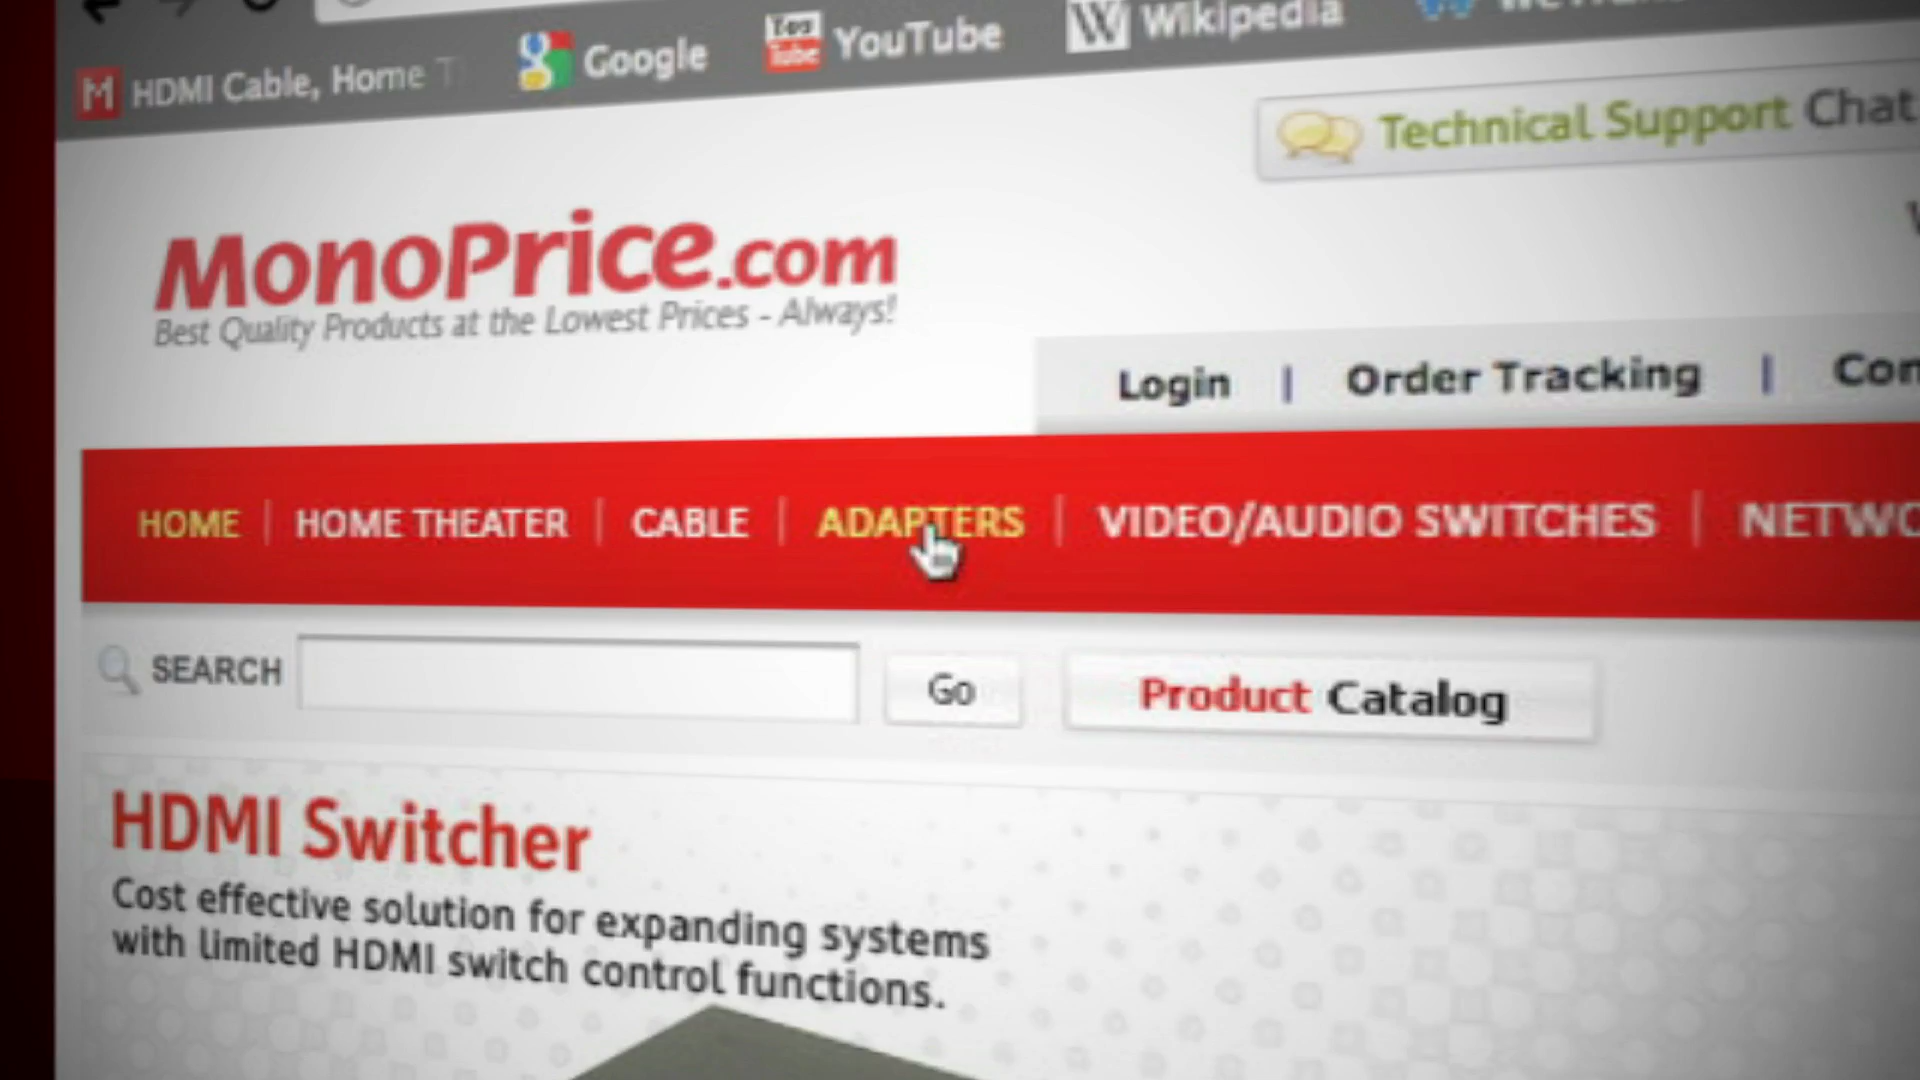 HDMI Cable, Home
Google
You
Tube
YouTube
W
Wikipedia
Technical Support Chat
MonoPrice.com
Best Quality Products at the Lowest Prices - Always!
Login | Order Tracking |
HOME | HOME THEATER | CABLE | ADAPTERS | VIDEO/AUDIO SWITCHES |
SEARCH
Go
Product Catalog
HDMI Switcher
Cost effective solution for expanding systems
with limited HDMI switch control functions.